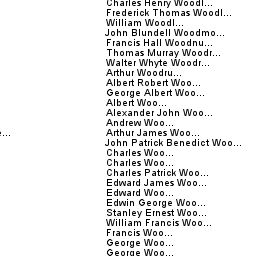 Charles Henry Woodl...
Frederick Thomas Woodl...
William Woodl...
John Blundell Woodmo...
Francis Hall Woodnu...
Thomas Murray Woodr...
Walter Whyte Woodr...
Arthur Woodru...
Albert Robert Woo...
George Albert Woo...
Albert Woo...
Alexander John Woo...
Andrew Woo...
e... Arthur James Woo...
John Patrick Benedict Woo...
Charles Woo...
Charles Woo...
Charles Patrick Woo...
Edward James Woo...
Edward Woo...
Edwin George Woo...
Stanley Ernest Woo...
William Francis Woo...
Francis Woo...
George Woo...
George Woo...